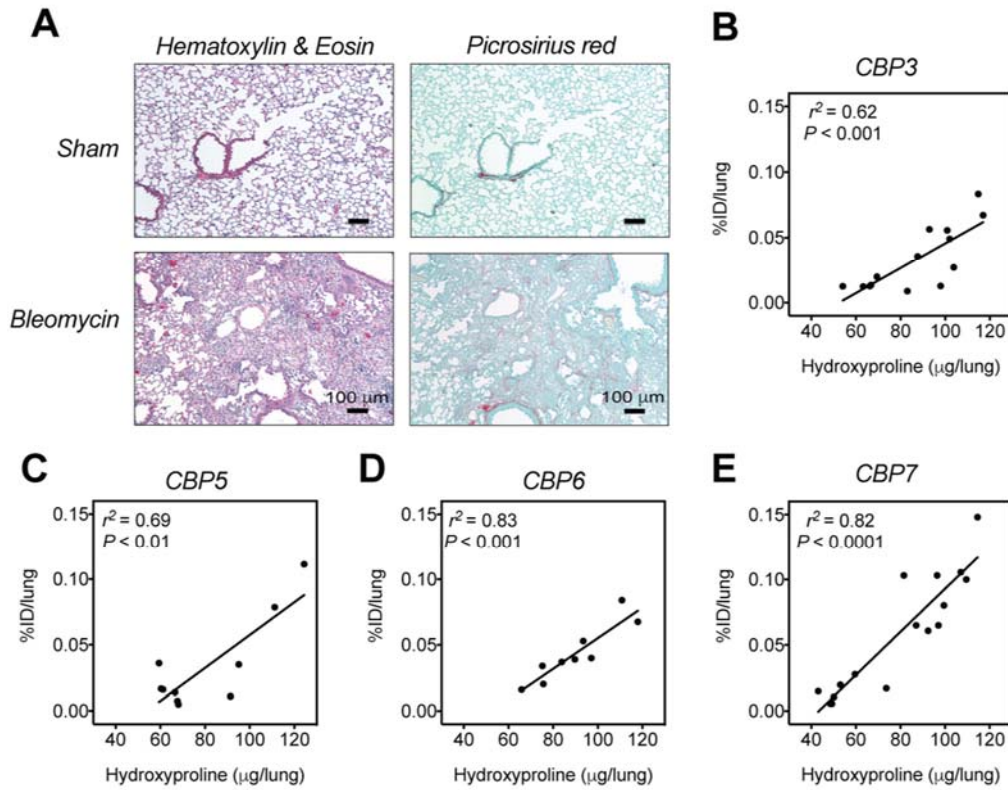 A
Hematoxylin & Eosin
Picrosirius red
Sham
Bleomycin
100 μm
100 μm
B
CBP3
r² = 0.62
P < 0.001
0.15
0.10
0.05
0.00
%ID/lung
40 60 80 100 120
Hydroxyproline (μg/lung)
C
CBP5
r² = 0.69
P < 0.01
0.15
0.10
0.05
0.00
%ID/lung
40 60 80 100 120
Hydroxyproline (μg/lung)
D
CBP6
r² = 0.83
P < 0.001
0.15
0.10
0.05
0.00
%ID/lung
40 60 80 100 120
Hydroxyproline (μg/lung)
E
CBP7
r² = 0.82
P < 0.0001
0.15
0.10
0.05
0.00
%ID/lung
40 60 80 100 120
Hydroxyproline (μg/lung)